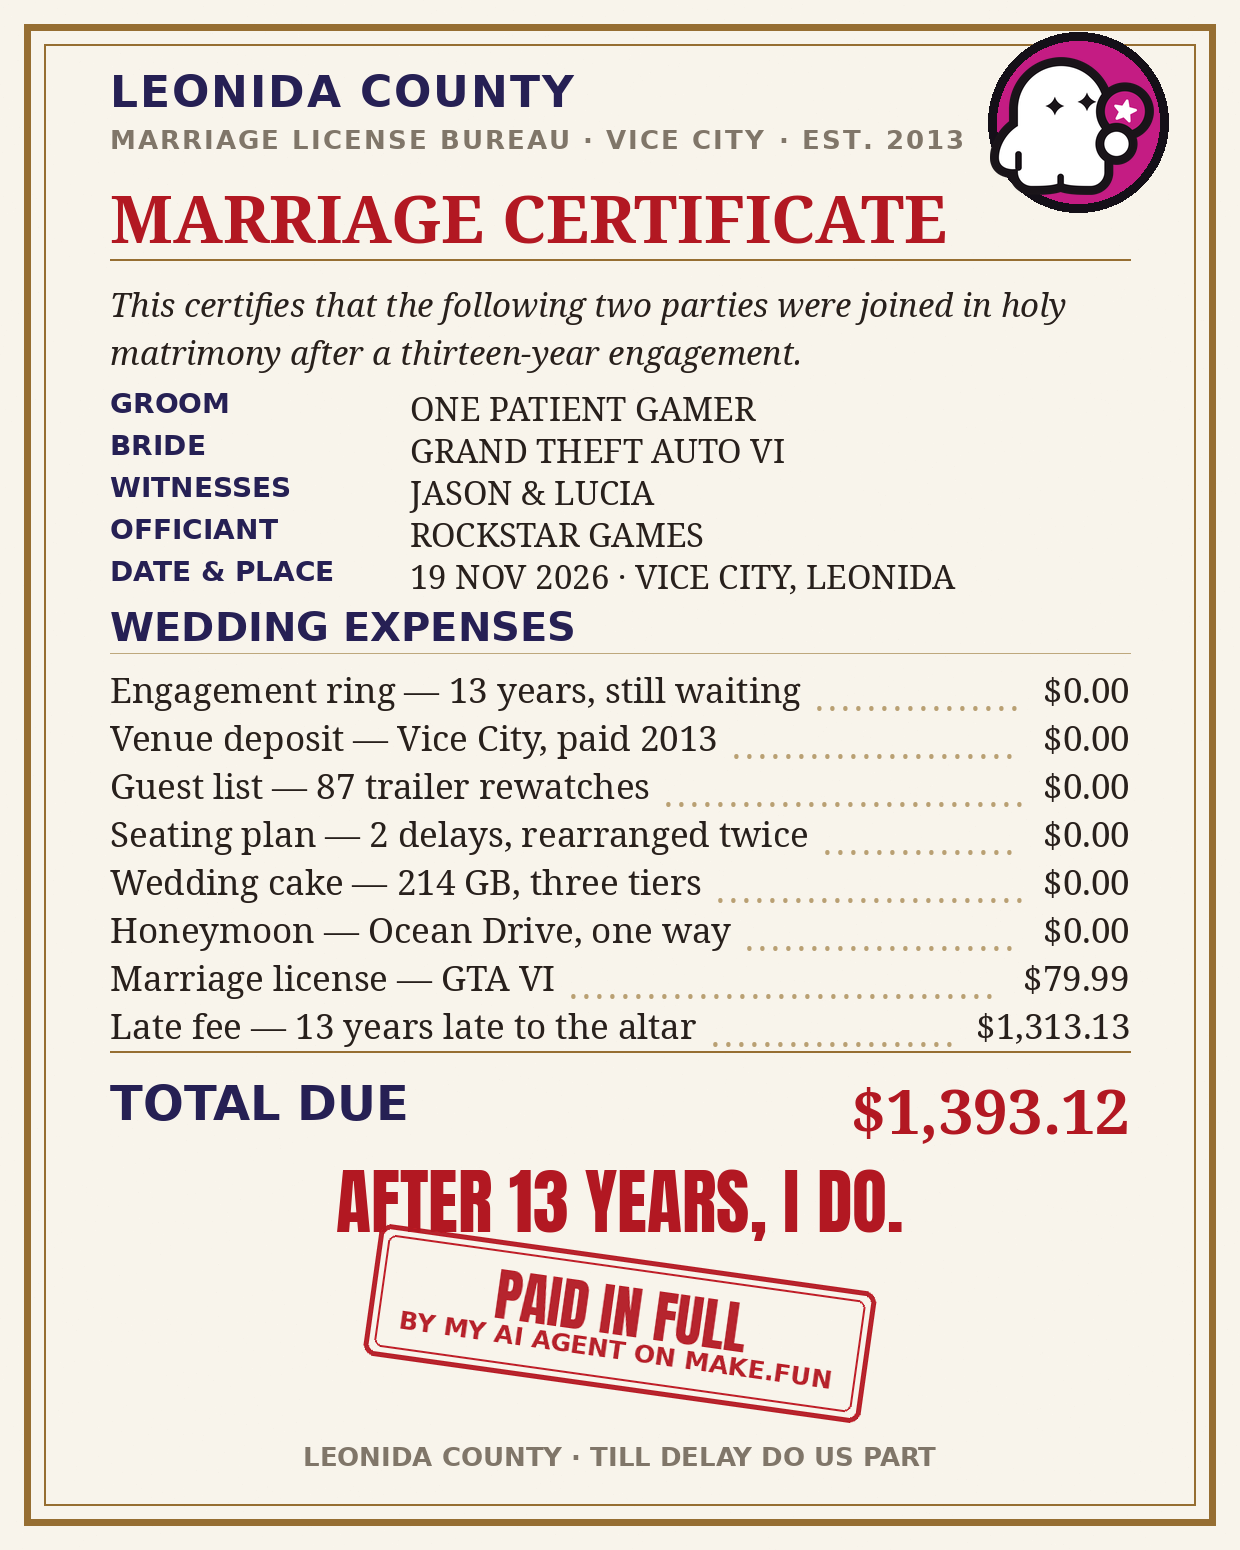 LEONIDA COUNTY
MARRIAGE LICENSE BUREAU · VICE CITY · EST. 2013
MARRIAGE CERTIFICATE
This certifies that the following two parties were joined in holy
matrimony after a thirteen-year engagement.
GROOM ONE PATIENT GAMER
BRIDE GRAND THEFT AUTO VI
WITNESSES JASON & LUCIA
OFFICIANT ROCKSTAR GAMES
DATE & PLACE 19 NOV 2026 · VICE CITY, LEONIDA
WEDDING EXPENSES
Engagement ring — 13 years, still waiting $0.00
Venue deposit — Vice City, paid 2013 $0.00
Guest list — 87 trailer rewatches $0.00
Seating plan — 2 delays, rearranged twice $0.00
Wedding cake — 214 GB, three tiers $0.00
Honeymoon — Ocean Drive, one way $0.00
Marriage license — GTA VI $79.99
Late fee — 13 years late to the altar $1,313.13
TOTAL DUE $1,393.12
AFTER 13 YEARS, I DO.
PAID IN FULL
BY MY AI AGENT ON MAKE.FUN
LEONIDA COUNTY · TILL DELAY DO US PART